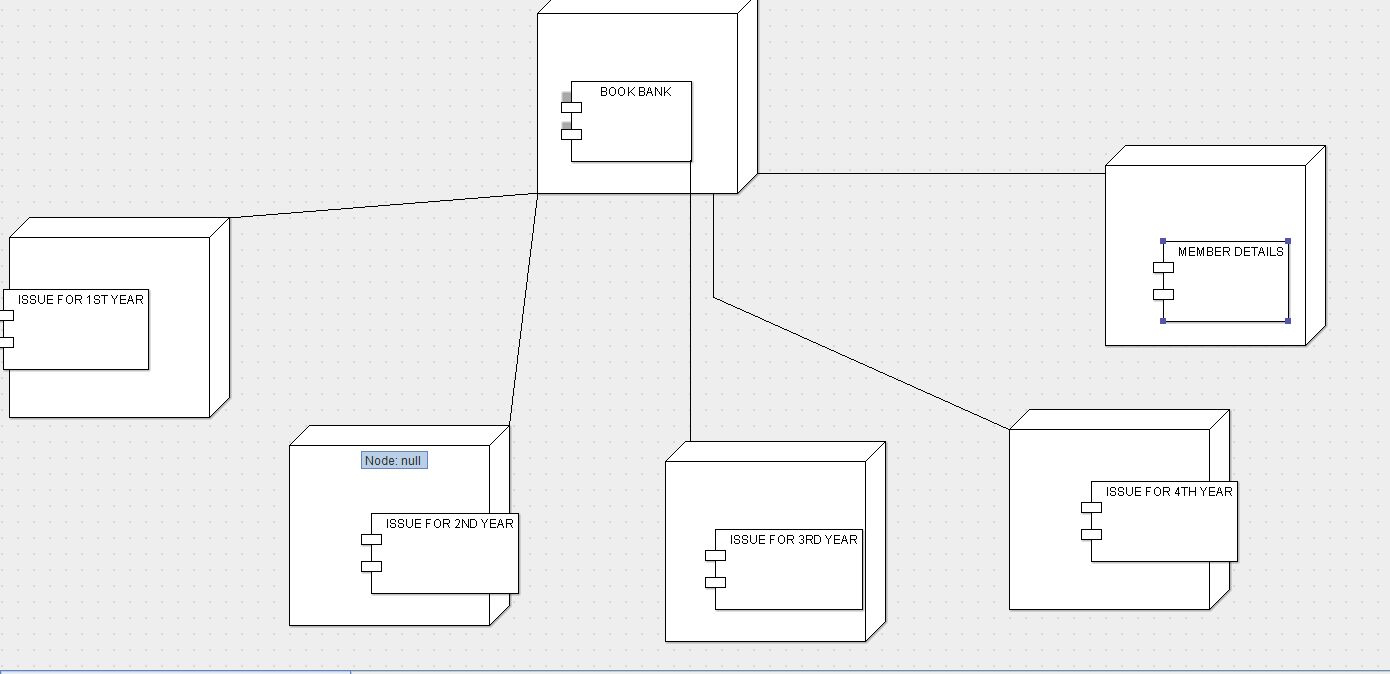 BOOK BANK
MEMBER DETAILS
ISSUE FOR 1ST YEAR
Node: null
ISSUE FOR 2ND YEAR
ISSUE FOR 3RD YEAR
ISSUE FOR 4TH YEAR